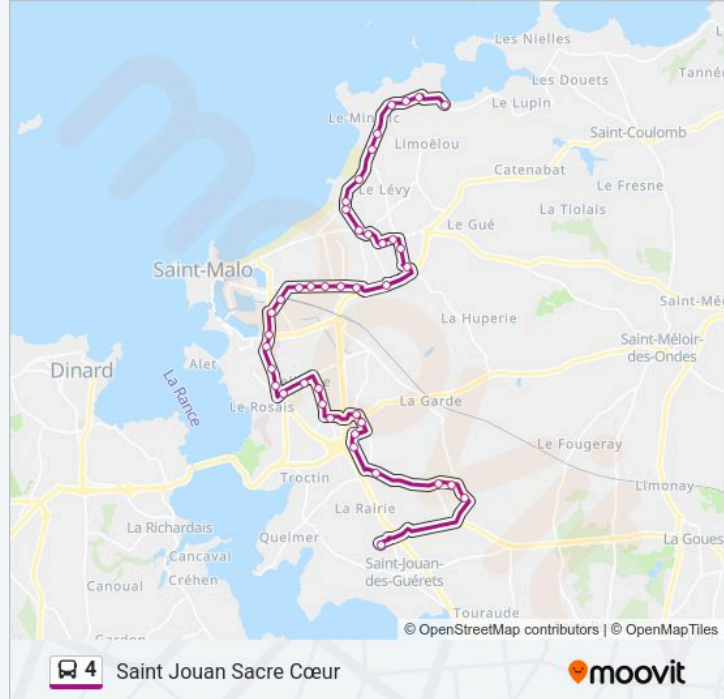 Les Nielles
Les Douets
Tannée
Le Lupin
Limoëlou
Saint-Coulomb
Catenabat
Le Lévy
Le Fresne
La Tiolais
Le Gué
Saint-Malo
Saint-Mé
La Huperie
Saint-Méloir-
des-Ondes
Alet
Dinard
La Rance
Le Rosais
La Garde
Le Fougeray
Troctin
Limonay
La Rairie
La Richardais
Quelmer
La Goues
Cancaval
Saint-Jouan-
des-Guérets
Créhen
Canoual
Touraude
© OpenStreetMap contributors | © OpenMapTiles
4 Saint Jouan Sacre Cœur
moovit